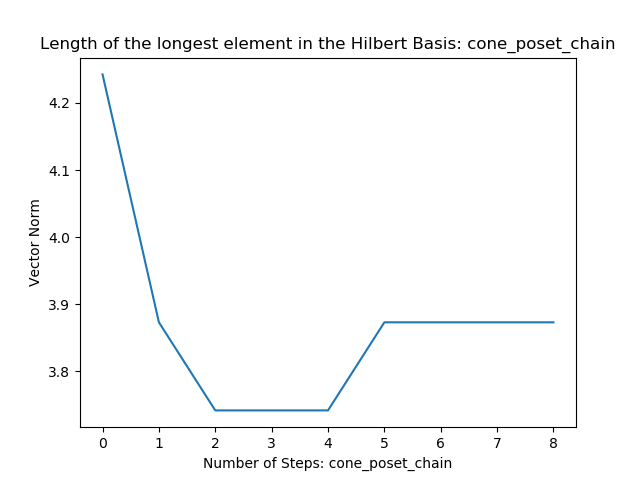 Length of the longest element in the Hilbert Basis: cone_poset_chain
Vector Norm
4.2
4.1
4.0
3.9
3.8
0 1 2 3 4 5 6 7 8
Number of Steps: cone_poset_chain